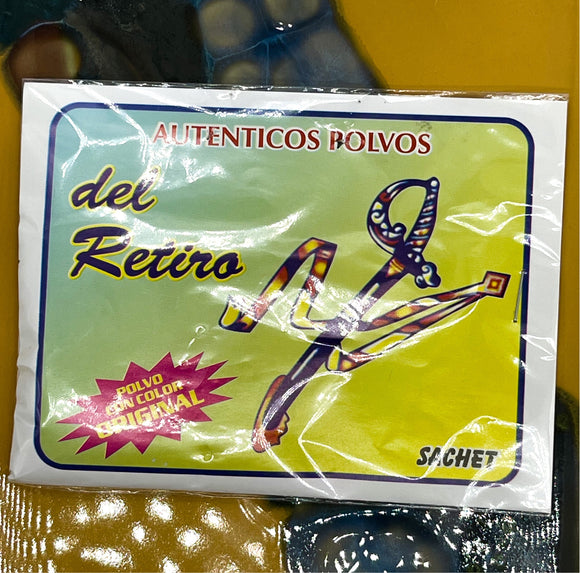 AUTENTICOS POLVOS
del
Retiro
POLVO
CON COLOR
ORIGINAL
SACHET